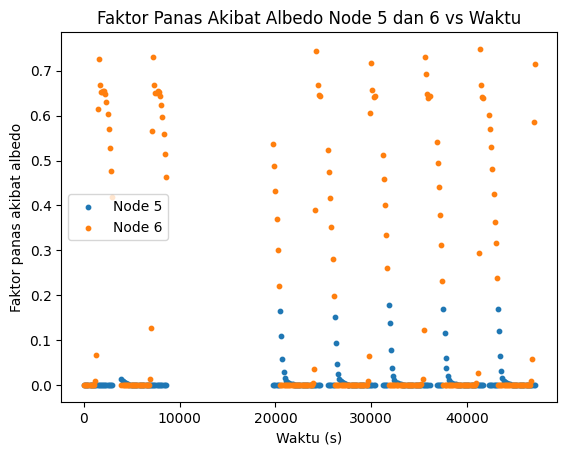 Faktor Panas Akibat Albedo Node 5 dan 6 vs Waktu
Faktor panas akibat albedo
0.7
0.6
0.5
0.4
0.3
0.2
0.1
0.0
Node 5
Node 6
0
10000
20000
30000
40000
Waktu (s)